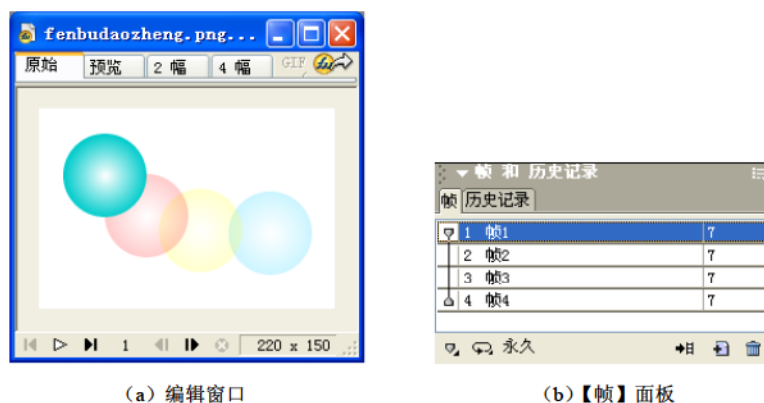 fenbudaozheng.png...
原始 预览 2 幅 4 幅 GIF
1 220 x 150
(a) 编辑窗口
帧 和 历史记录
帧 历史记录
1 帧1 7
2 帧2 7
3 帧3 7
4 帧4 7
永久
(b)【帧】面板